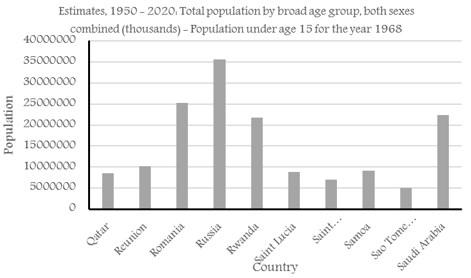 Estimates, 1950 - 2020: Total population by broad age group, both sexes
combined (thousands) - Population under age 15 for the year 1968
40000000
35000000
30000000
25000000
20000000
15000000
10000000
5000000
0
Population
Qatar
Reunion
Romania
Russia
Rwanda
Saint Lucia
Saint...
Samoa
Sao Tome...
Saudi Arabia
Country